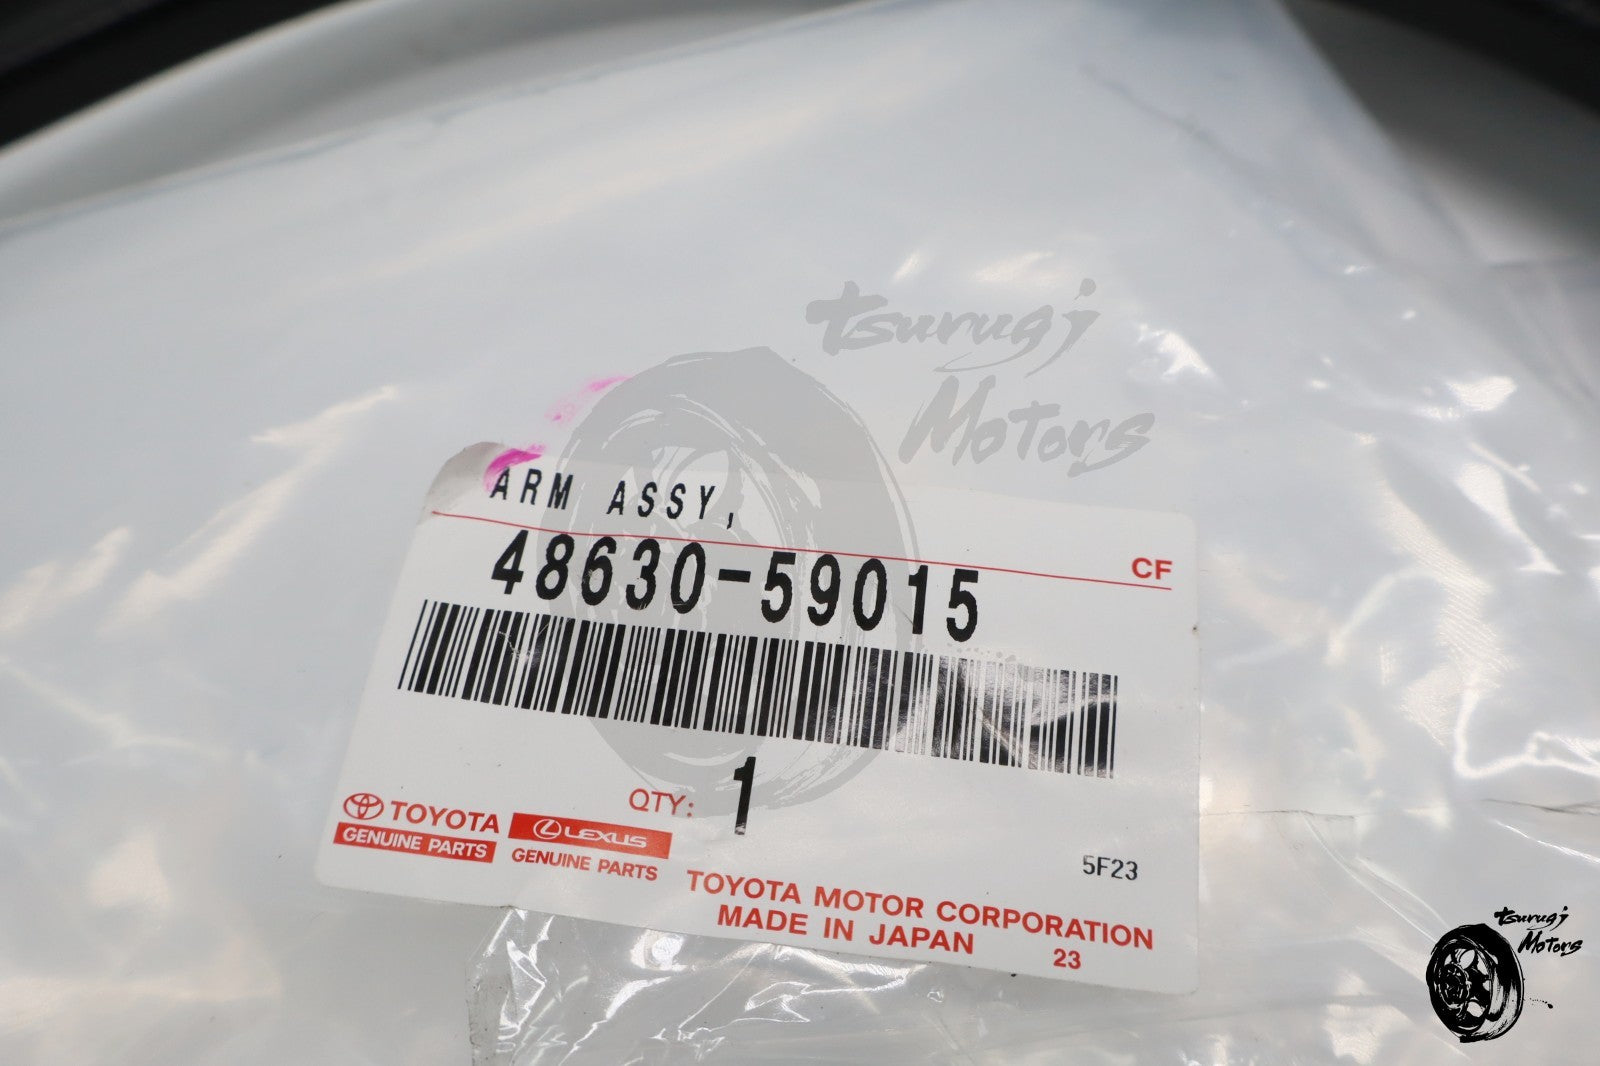 Tsurugi
Motors
ARM ASSY,
CF
48630-59015
QTY: 1
TOYOTA
GENUINE PARTS
LEXUS
GENUINE PARTS
5F23
TOYOTA MOTOR CORPORATION
MADE IN JAPAN
23
Tsurugi
Motors